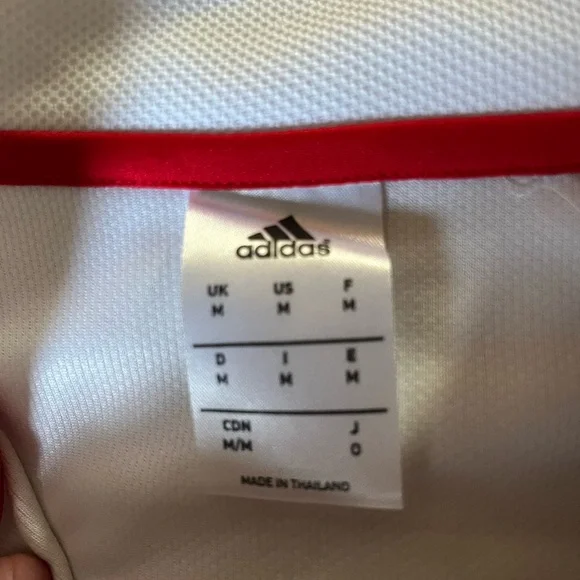 adidas
UK US F
M M M
D I E
M M M
CDN J
M/M O
MADE IN THAILAND